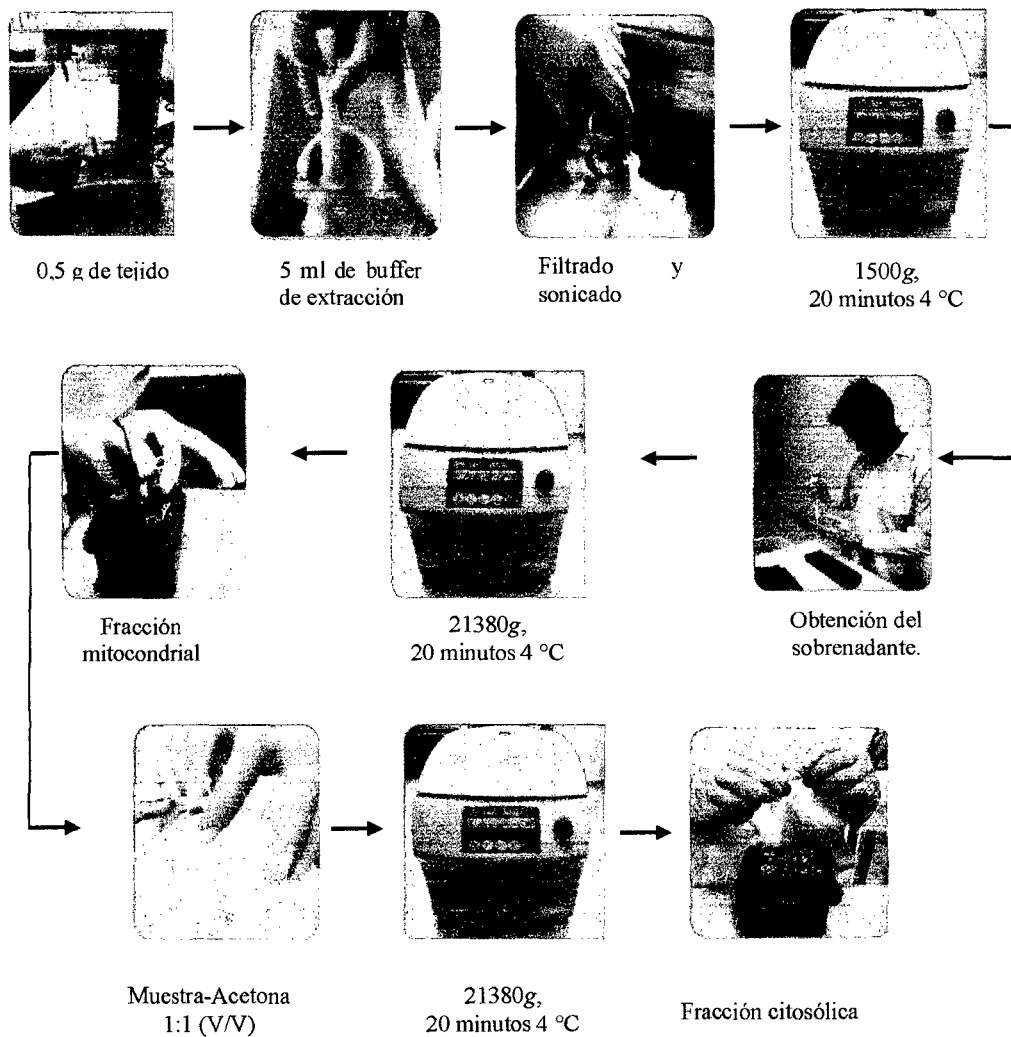 0,5 g de tejido
5 ml de buffer
de extracción
Filtrado y
sonicado
1500g,
20 minutos 4 °C
Fracción
mitocondrial
21380g,
20 minutos 4 °C
Obtención del
sobrenadante.
Muestra-Acetona
1:1 (V/V)
21380g,
20 minutos 4 °C
Fracción citosólica